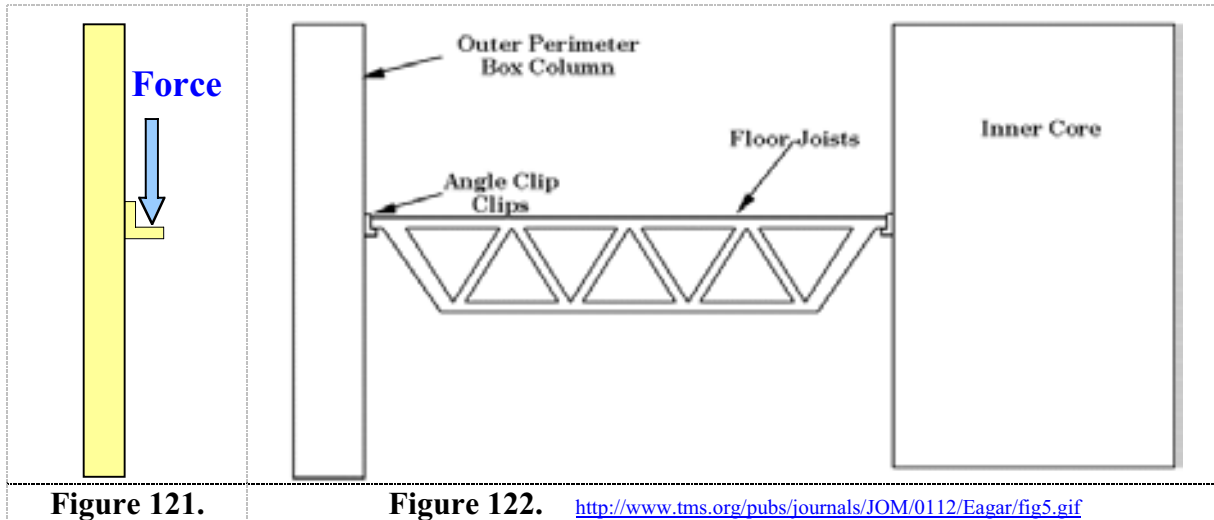 Force
Outer Perimeter
Box Column
Inner Core
Floor Joists
Angle Clip
Clips
Figure 121.
Figure 122. http://www.tms.org/pubs/journals/JOM/0112/Eagar/fig5.gif